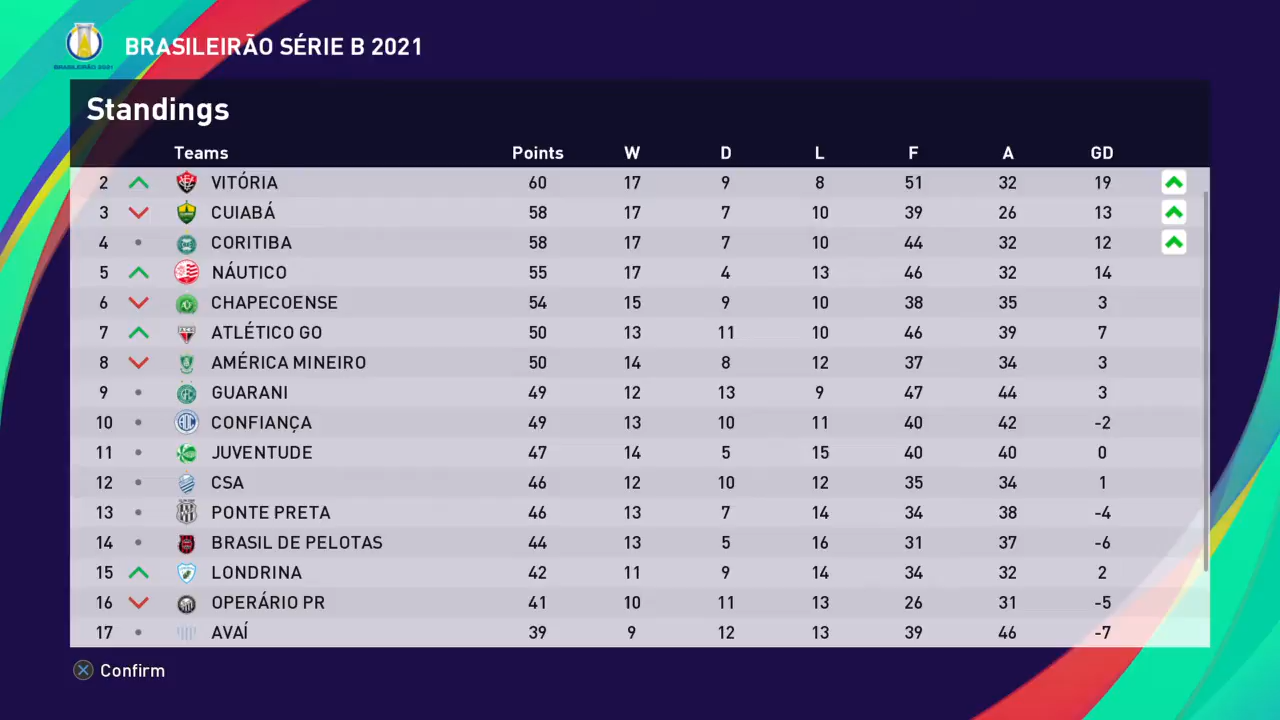 BRASILEIRÃO SÉRIE B 2021
BRASILEIRÃO 2021
Standings
Teams Points W D L F A GD
2 VITÓRIA 60 17 9 8 51 32 19
3 CUIABÁ 58 17 7 10 39 26 13
4 CORITIBA 58 17 7 10 44 32 12
5 NÁUTICO 55 17 4 13 46 32 14
6 CHAPECOENSE 54 15 9 10 38 35 3
7 ATLÉTICO GO 50 13 11 10 46 39 7
8 AMÉRICA MINEIRO 50 14 8 12 37 34 3
9 GUARANI 49 12 13 9 47 44 3
10 CONFIANÇA 49 13 10 11 40 42 -2
11 JUVENTUDE 47 14 5 15 40 40 0
12 CSA 46 12 10 12 35 34 1
13 PONTE PRETA 46 13 7 14 34 38 -4
14 BRASIL DE PELOTAS 44 13 5 16 31 37 -6
15 LONDRINA 42 11 9 14 34 32 2
16 OPERÁRIO PR 41 10 11 13 26 31 -5
17 AVAÍ 39 9 12 13 39 46 -7
Confirm